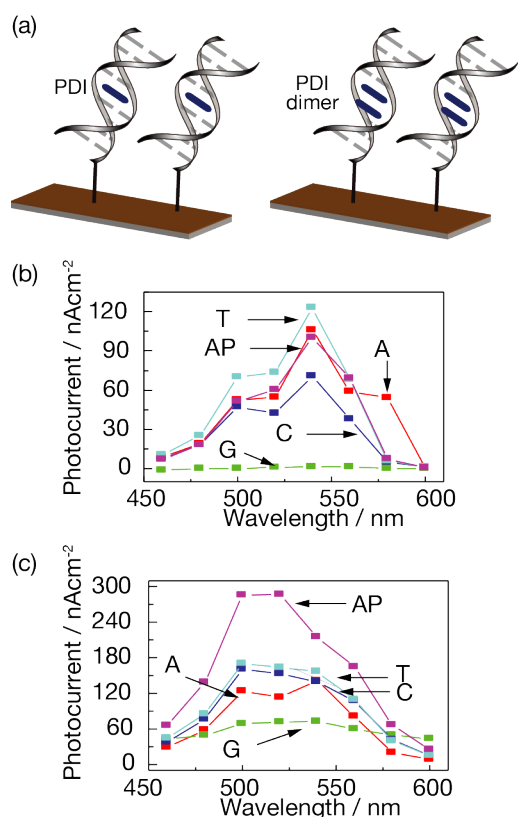 (a)
PDI
PDI
dimer
(b)
Photocurrent / nAcm⁻²
120
90
60
30
0
T
AP
A
G
C
450
500
550
600
Wavelength / nm
(c)
Photocurrent / nAcm⁻²
300
240
180
120
60
0
AP
A
T
C
G
450
500
550
600
Wavelength / nm